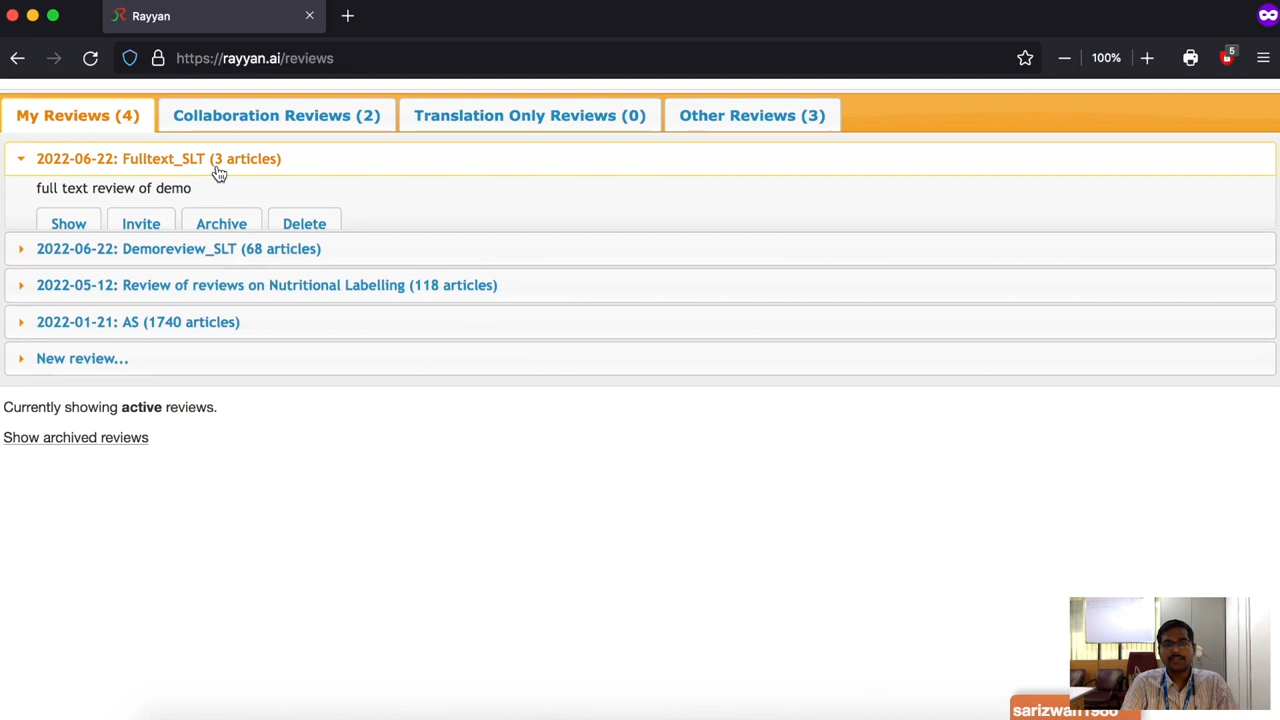 Rayyan
https://rayyan.ai/reviews
100%
5
My Reviews (4)
Collaboration Reviews (2)
Translation Only Reviews (0)
Other Reviews (3)
2022-06-22: Fulltext_SLT (3 articles)
full text review of demo
Show
Invite
Archive
Delete
2022-06-22: Demoreview_SLT (68 articles)
2022-05-12: Review of reviews on Nutritional Labelling (118 articles)
2022-01-21: AS (1740 articles)
New review...
Currently showing active reviews.
Show archived reviews